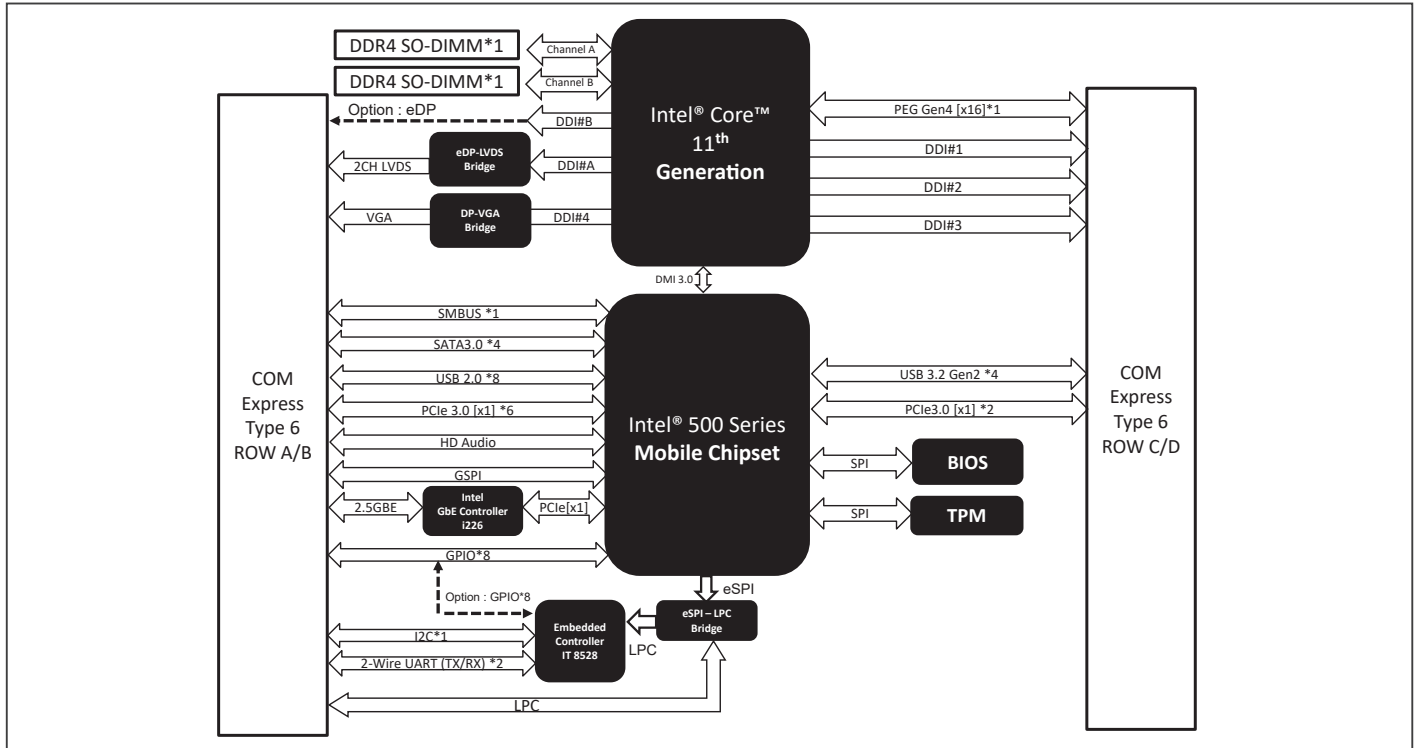 DDR4 SO-DIMM*1
Channel A
DDR4 SO-DIMM*1
Channel B
Option : eDP
DDI#B
eDP-LVDS
Bridge
2CH LVDS
DDI#A
DP-VGA
Bridge
VGA
DDI#4
Intel® Core™
11th
Generation
PEG Gen4 [x16]*1
DDI#1
DDI#2
DDI#3
DMI 3.0
COM
Express
Type 6
ROW A/B
SMBUS *1
SATA3.0 *4
USB 2.0 *8
PCIe 3.0 [x1] *6
HD Audio
GSPI
2.5GBE
Intel
GbE Controller
i226
PCIe[x1]
GPIO*8
Intel® 500 Series
Mobile Chipset
USB 3.2 Gen2 *4
PCIe3.0 [x1] *2
SPI
BIOS
SPI
TPM
COM
Express
Type 6
ROW C/D
eSPI
Option : GPIO*8
eSPI – LPC
Bridge
LPC
Embedded
Controller
IT 8528
I2C*1
2-Wire UART (TX/RX) *2
LPC